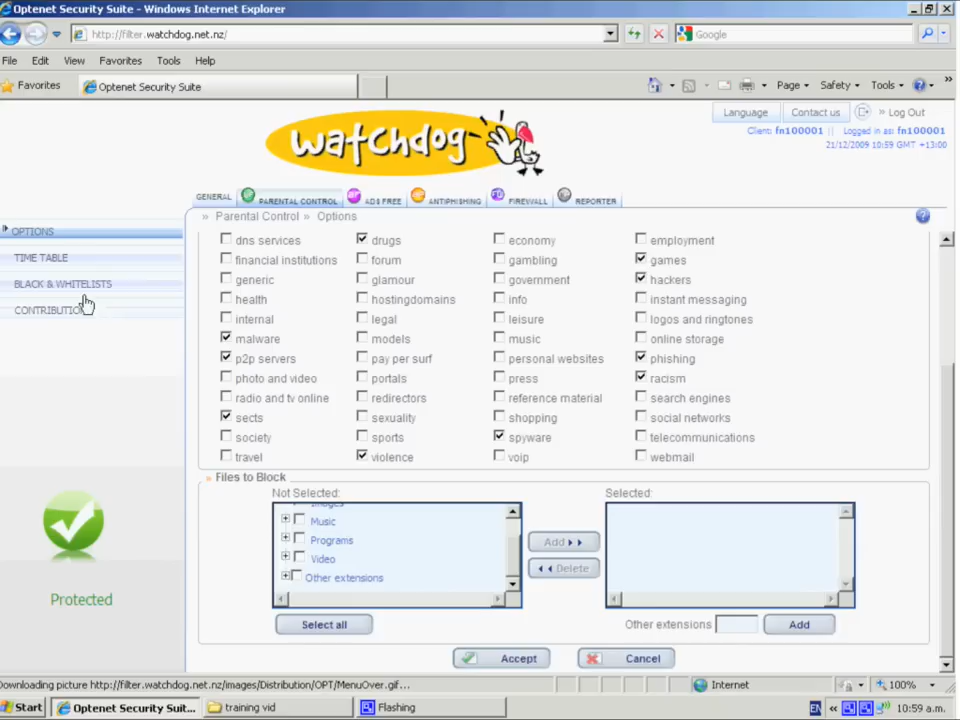 Optenet Security Suite - Windows Internet Explorer
http://filter.watchdog.net.nz/
Google
File Edit View Favorites Tools Help
Favorites Optenet Security Suite Page Safety Tools »
Language Contact us » Log Out
Client: fn100001 || Logged in as: fn100001
21/12/2009 10:59 GMT +13:00
watchdog
GENERAL PARENTAL CONTROL ADS FREE ANTIPHISHING FIREWALL REPORTER
» Parental Control » Options
OPTIONS
TIME TABLE
BLACK & WHITELISTS
CONTRIBUTION
dns services drugs economy employment
financial institutions forum gambling games
generic glamour government hackers
health hostingdomains info instant messaging
internal legal leisure logos and ringtones
malware models music online storage
p2p servers pay per surf personal websites phishing
photo and video portals press racism
radio and tv online redirectors reference material search engines
sects sexuality shopping social networks
society sports spyware telecommunications
travel violence voip webmail
» Files to Block
Not Selected: Selected:
Images
Music
Programs
Video
Other extensions
Add
Delete
Select all Other extensions Add
Accept Cancel
Protected
Downloading picture http://filter.watchdog.net.nz/images/Distribution/OPT/MenuOver.gif... Internet 100%
Start Optenet Security Suit... training vid Flashing EN « 10:59 a.m.